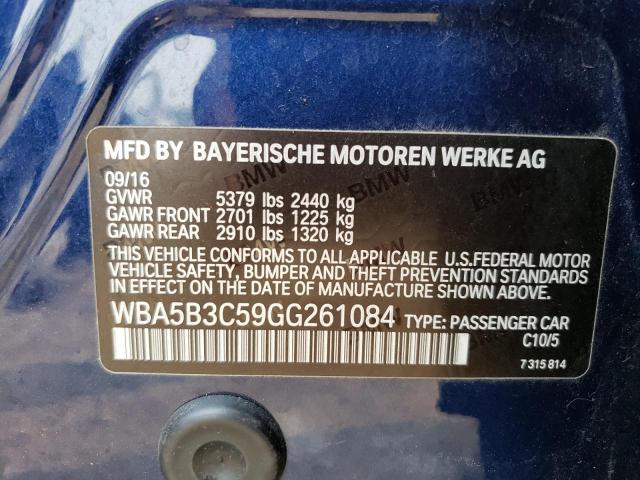 MFD BY BAYERISCHE MOTOREN WERKE AG
09/16
GVWR 5379 lbs 2440 kg
GAWR FRONT 2701 lbs 1225 kg
GAWR REAR 2910 lbs 1320 kg
THIS VEHICLE CONFORMS TO ALL APPLICABLE U.S.FEDERAL MOTOR
VEHICLE SAFETY, BUMPER AND THEFT PREVENTION STANDARDS
IN EFFECT ON THE DATE OF MANUFACTURE SHOWN ABOVE.
WBA5B3C59GG261084 TYPE: PASSENGER CAR
C10/5
7 315 814
BMW
BMW